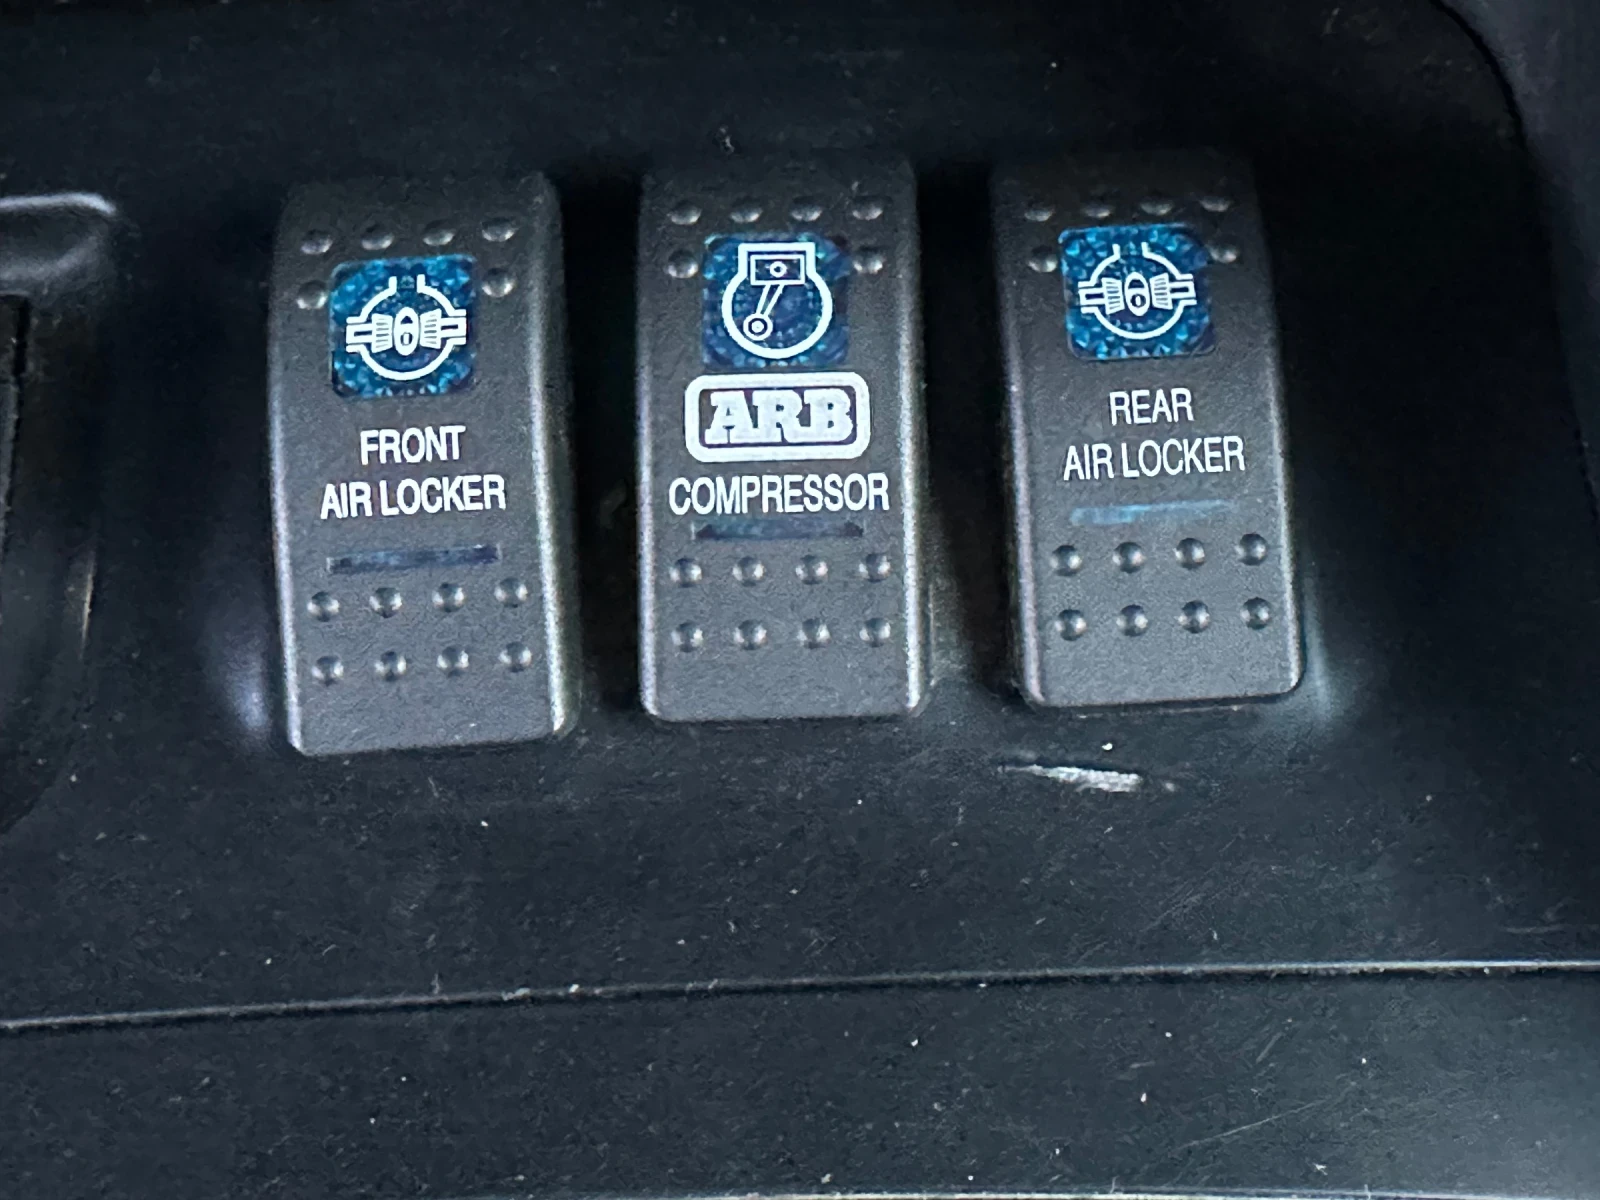 FRONT
AIR LOCKER
ARB
COMPRESSOR
REAR
AIR LOCKER